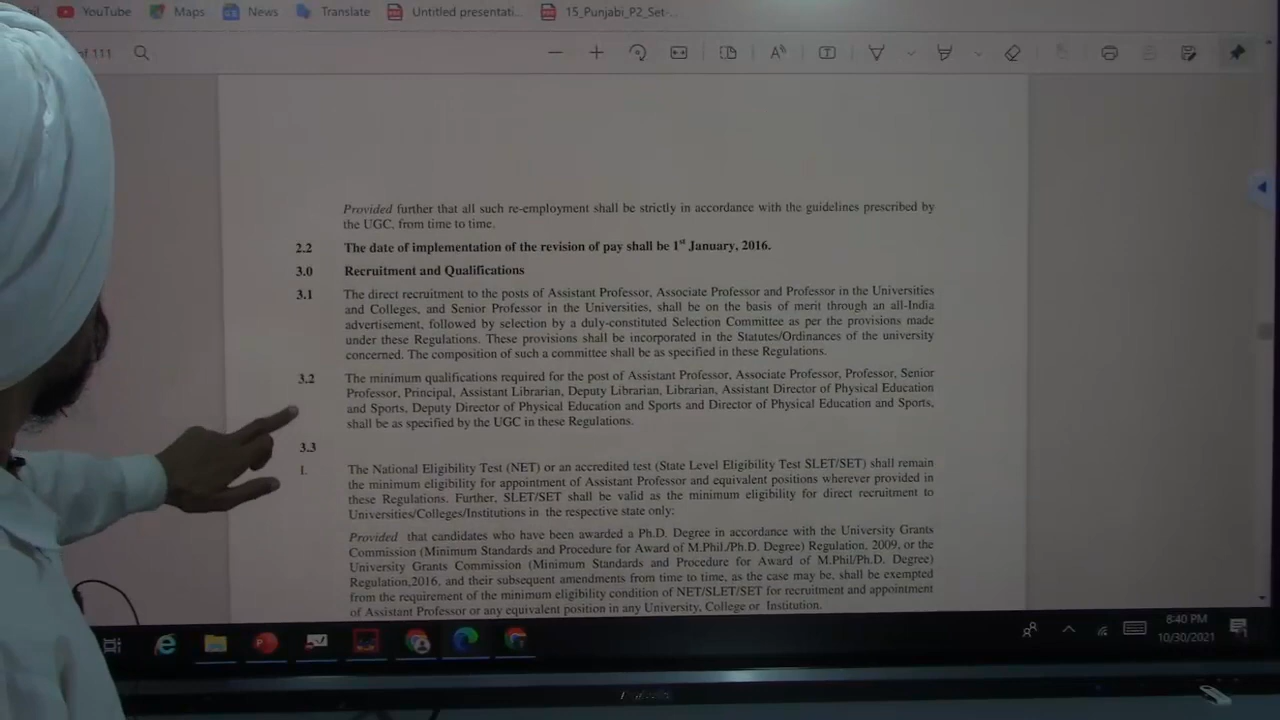 YouTube
Maps
News
Translate
Untitled presentati...
15_Punjabi_P2_Set-...
of 111
Provided further that all such re-employment shall be strictly in accordance with the guidelines prescribed by
the UGC, from time to time.
2.2 The date of implementation of the revision of pay shall be 1st January, 2016.
3.0 Recruitment and Qualifications
3.1 The direct recruitment to the posts of Assistant Professor, Associate Professor and Professor in the Universities
and Colleges, and Senior Professor in the Universities, shall be on the basis of merit through an all-India
advertisement, followed by selection by a duly-constituted Selection Committee as per the provisions made
under these Regulations. These provisions shall be incorporated in the Statutes/Ordinances of the university
concerned. The composition of such a committee shall be as specified in these Regulations.
3.2 The minimum qualifications required for the post of Assistant Professor, Associate Professor, Professor, Senior
Professor, Principal, Assistant Librarian, Deputy Librarian, Librarian, Assistant Director of Physical Education
and Sports, Deputy Director of Physical Education and Sports and Director of Physical Education and Sports,
shall be as specified by the UGC in these Regulations.
3.3
I. The National Eligibility Test (NET) or an accredited test (State Level Eligibility Test SLET/SET) shall remain
the minimum eligibility for appointment of Assistant Professor and equivalent positions wherever provided in
these Regulations. Further, SLET/SET shall be valid as the minimum eligibility for direct recruitment to
Universities/Colleges/Institutions in the respective state only:
Provided that candidates who have been awarded a Ph.D. Degree in accordance with the University Grants
Commission (Minimum Standards and Procedure for Award of M.Phil./Ph.D. Degree) Regulation, 2009, or the
University Grants Commission (Minimum Standards and Procedure for Award of M.Phil/Ph.D. Degree)
Regulation,2016, and their subsequent amendments from time to time, as the case may be, shall be exempted
from the requirement of the minimum eligibility condition of NET/SLET/SET for recruitment and appointment
of Assistant Professor or any equivalent position in any University, College or Institution.
8:40 PM
10/30/2021